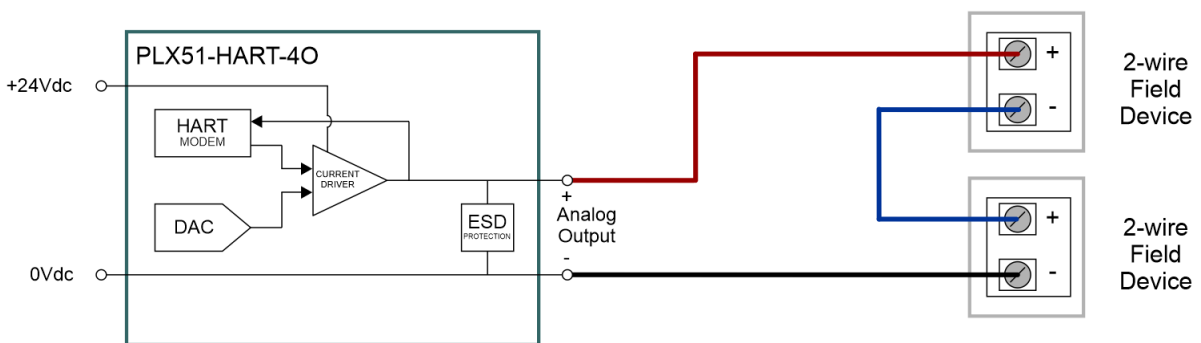 PLX51-HART-4O
+24Vdc
HART
MODEM
CURRENT
DRIVER
DAC
ESD
PROTECTION
0Vdc
+
Analog
Output
-
+
-
2-wire
Field
Device
+
-
2-wire
Field
Device